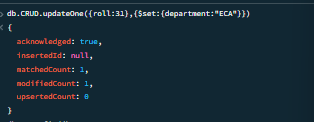 > db.CRUD.updateOne({roll:31},{$set:{department:"ECA"}})
< {
acknowledged: true,
insertedId: null,
matchedCount: 1,
modifiedCount: 1,
upsertedCount: 0
}